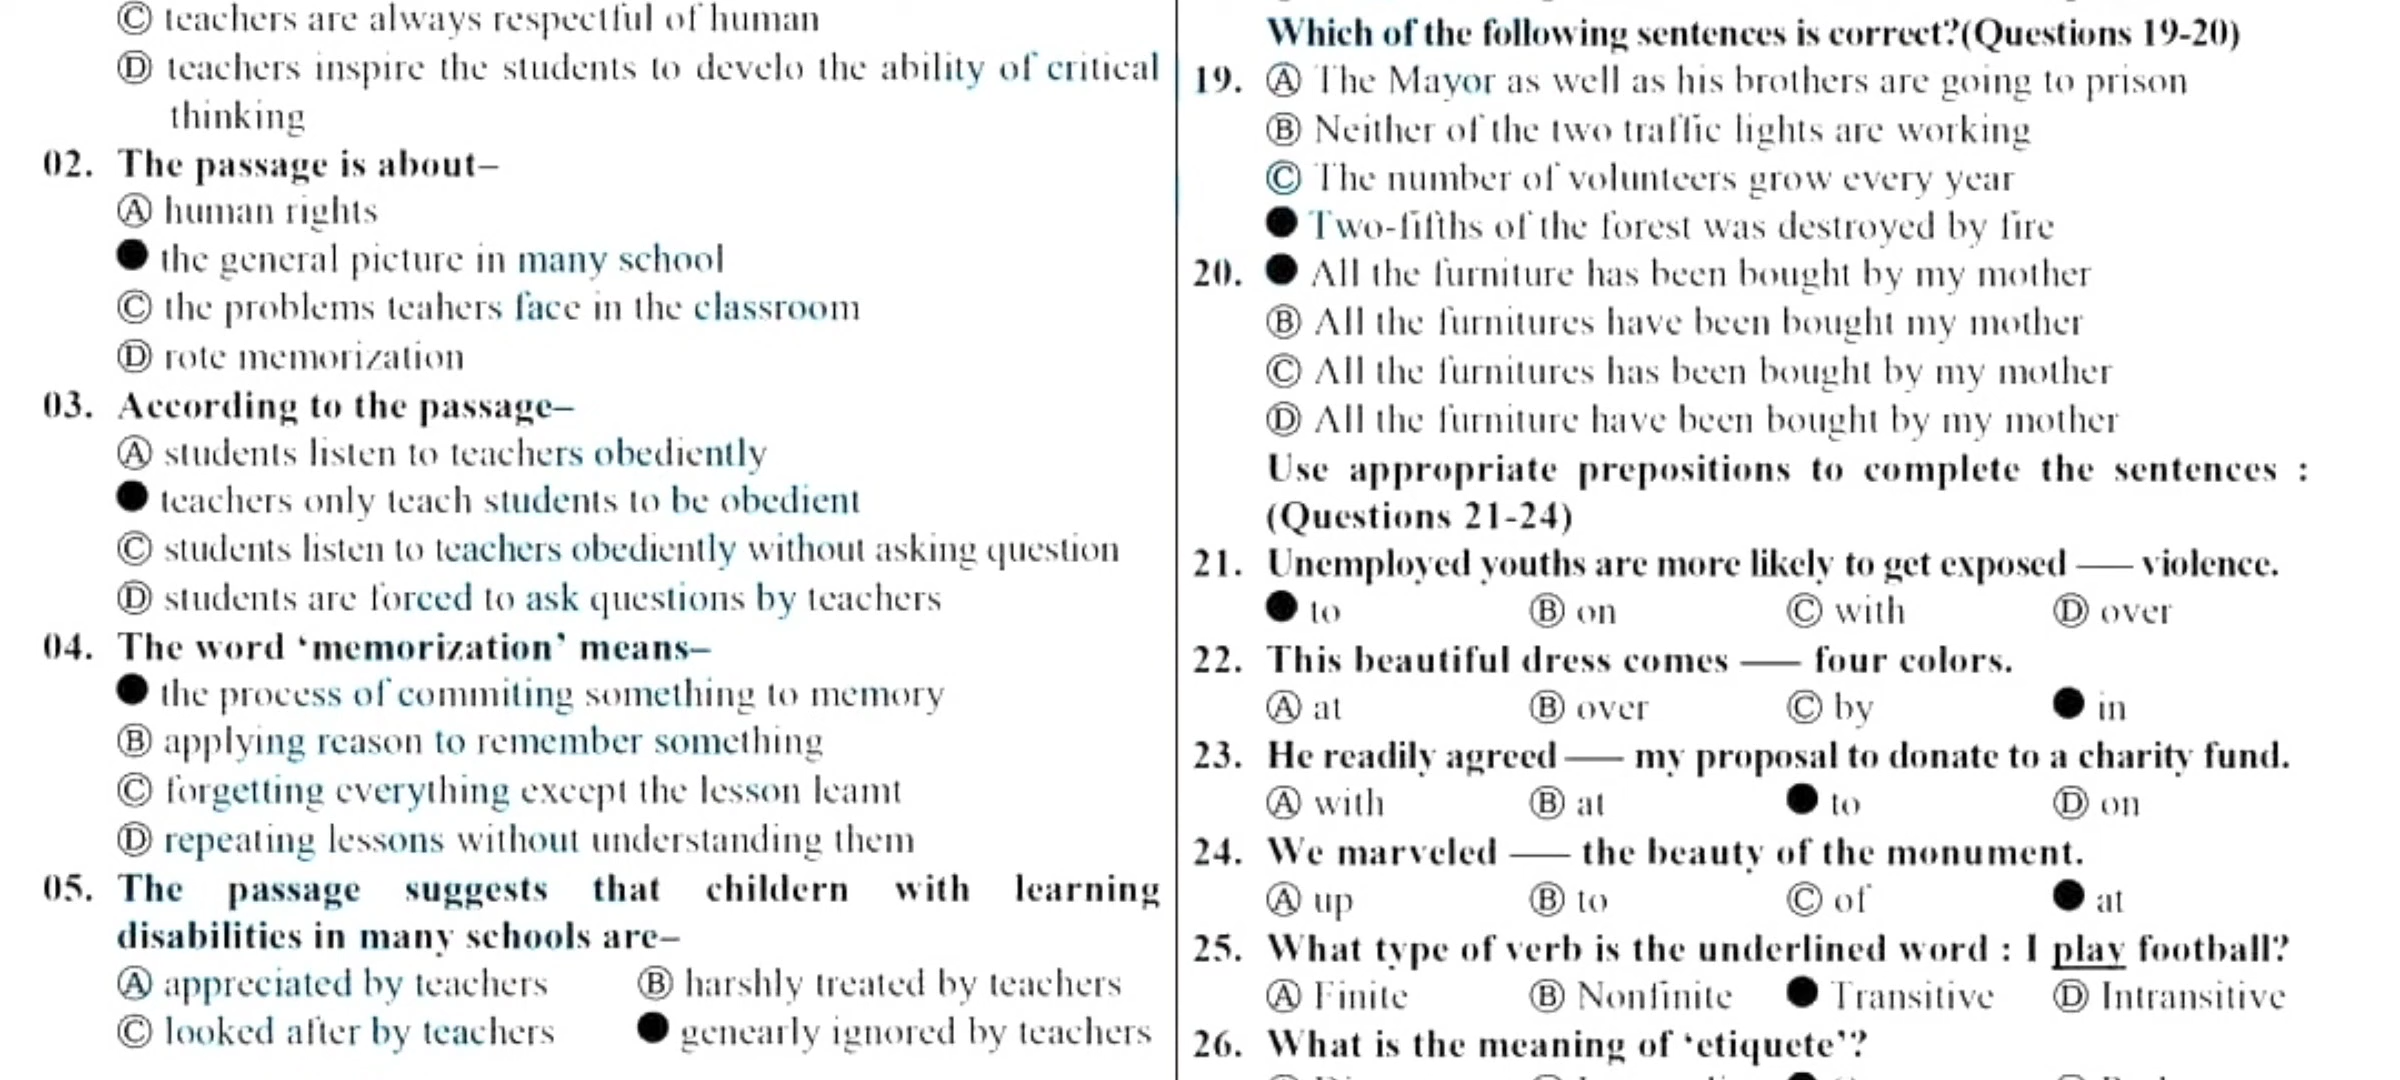 Ⓒ teachers are always respectful of human
Ⓓ teachers inspire the students to develo the ability of critical
thinking
02. The passage is about–
Ⓐ human rights
● the general picture in many school
Ⓒ the problems teahers face in the classroom
Ⓓ rote memorization
03. According to the passage–
Ⓐ students listen to teachers obediently
● teachers only teach students to be obedient
Ⓒ students listen to teachers obediently without asking question
Ⓓ students are forced to ask questions by teachers
04. The word ‘memorization’ means–
● the process of commiting something to memory
Ⓑ applying reason to remember something
Ⓒ forgetting everything except the lesson leamt
Ⓓ repeating lessons without understanding them
05. The passage suggests that childern with learning
disabilities in many schools are–
Ⓐ appreciated by teachers Ⓑ harshly treated by teachers
Ⓒ looked after by teachers ● genearly ignored by teachers
Which of the following sentences is correct?(Questions 19-20)
19. Ⓐ The Mayor as well as his brothers are going to prison
Ⓑ Neither of the two traffic lights are working
Ⓒ The number of volunteers grow every year
● Two-fifths of the forest was destroyed by fire
20. ● All the furniture has been bought by my mother
Ⓑ All the furnitures have been bought my mother
Ⓒ All the furnitures has been bought by my mother
Ⓓ All the furniture have been bought by my mother
Use appropriate prepositions to complete the sentences :
(Questions 21-24)
21. Unemployed youths are more likely to get exposed — violence.
● to Ⓑ on Ⓒ with Ⓓ over
22. This beautiful dress comes — four colors.
Ⓐ at Ⓑ over Ⓒ by ● in
23. He readily agreed — my proposal to donate to a charity fund.
Ⓐ with Ⓑ at ● to Ⓓ on
24. We marveled — the beauty of the monument.
Ⓐ up Ⓑ to Ⓒ of ● at
25. What type of verb is the underlined word : I play football?
Ⓐ Finite Ⓑ Nonfinite ● Transitive Ⓓ Intransitive
26. What is the meaning of ‘etiquete’?